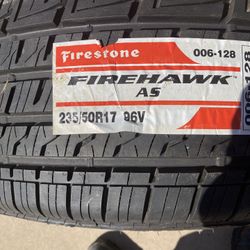 Firestone 006-128
FIREHAWK
AS
235/50R17 96V